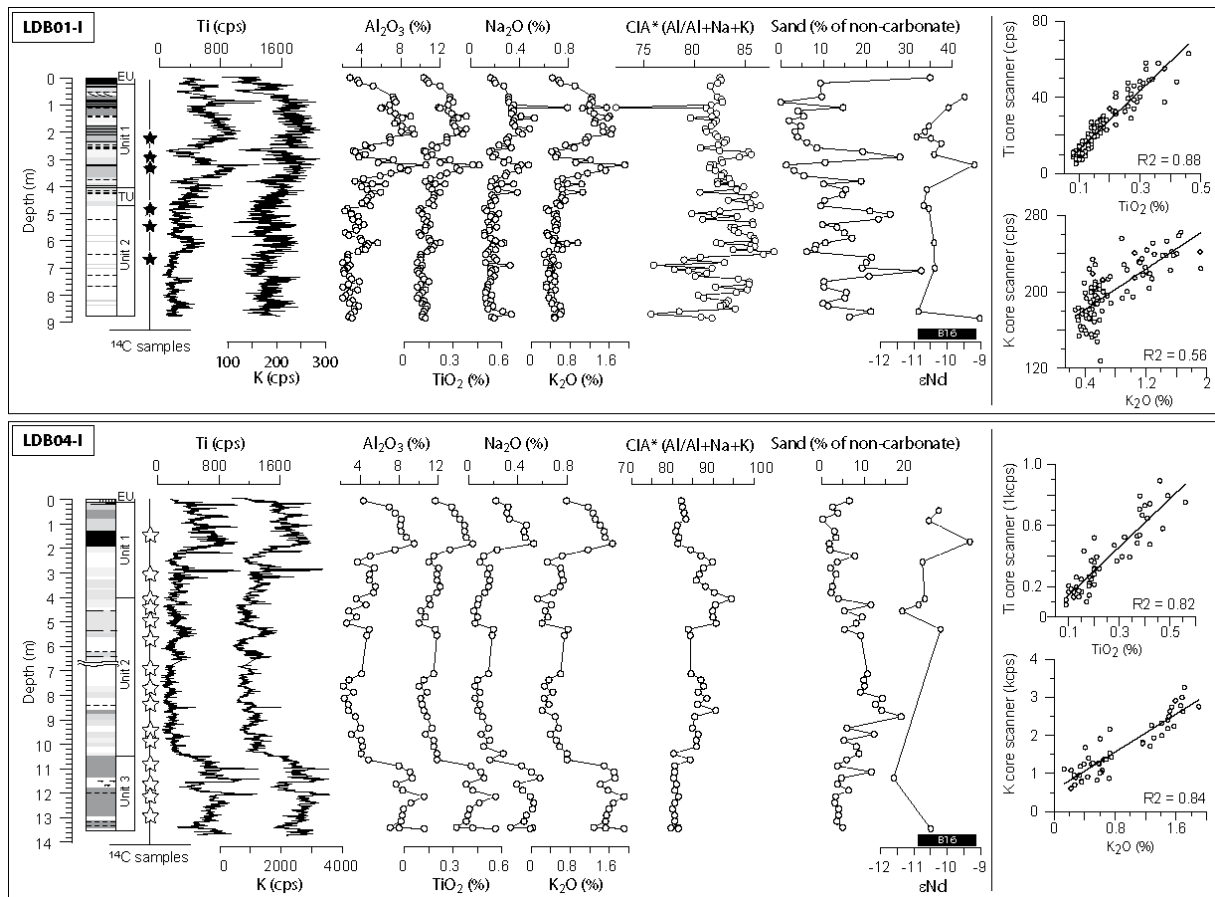 LDB01-I
Ti (cps)
0 800 1600
Al2O3 (%)
4 8 12
Na2O (%)
0 0.4 0.8
CIA* (Al/Al+Na+K)
75 80 85
Sand (% of non-carbonate)
0 10 20 30 40
Depth (m)
0
1
2
3
4
5
6
7
8
9
EU
Unit 1
TU
Unit 2
14C samples
100 200 300
K (cps)
0 0.3 0.6
TiO2 (%)
0 0.8 1.6
K2O (%)
B16
-12 -11 -10 -9
εNd
Ti core scanner (cps)
80
40
0
R2 = 0.88
0.1 0.3 0.5
TiO2 (%)
K core scanner (cps)
280
200
120
R2 = 0.56
0.4 1.2 2
K2O (%)
LDB04-I
Ti (cps)
0 800 1600
Al2O3 (%)
4 8 12
Na2O (%)
0 0.4 0.8
CIA* (Al/Al+Na+K)
70 80 90 100
Sand (% of non-carbonate)
0 10 20
Depth (m)
0
1
2
3
4
5
6
7
8
9
10
11
12
13
14
EU
Unit 1
Unit 2
Unit 3
14C samples
0 2000 4000
K (cps)
0 0.3 0.6
TiO2 (%)
0 0.8 1.6
K2O (%)
B16
-12 -11 -10 -9
εNd
Ti core scanner (1kcps)
1.0
0.6
0.2
0
R2 = 0.82
0.1 0.3 0.5
TiO2 (%)
K core scannner (kcps)
4
3
2
1
0
R2 = 0.84
0 0.8 1.6
K2O (%)